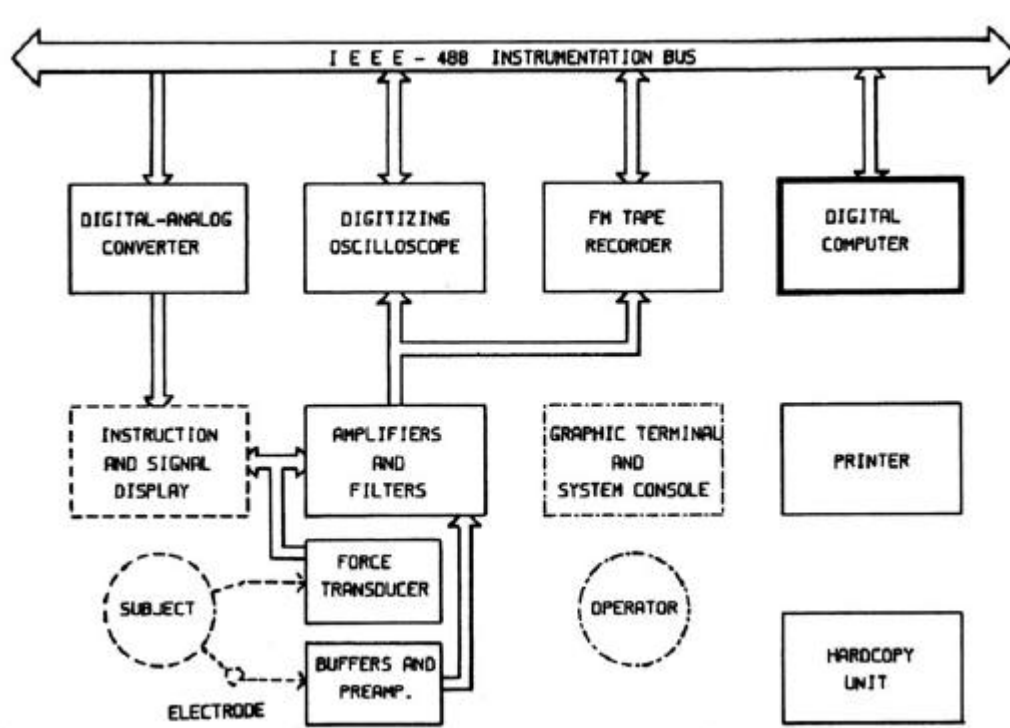 I E E E - 488 INSTRUMENTATION BUS
DIGITAL-ANALOG
CONVERTER
DIGITIZING
OSCILLOSCOPE
FM TAPE
RECORDER
DIGITAL
COMPUTER
INSTRUCTION
AND SIGNAL
DISPLAY
AMPLIFIERS
AND
FILTERS
GRAPHIC TERMINAL
AND
SYSTEM CONSOLE
PRINTER
FORCE
TRANSDUCER
SUBJECT
OPERATOR
BUFFERS AND
PREAMP.
HARDCOPY
UNIT
ELECTRODE